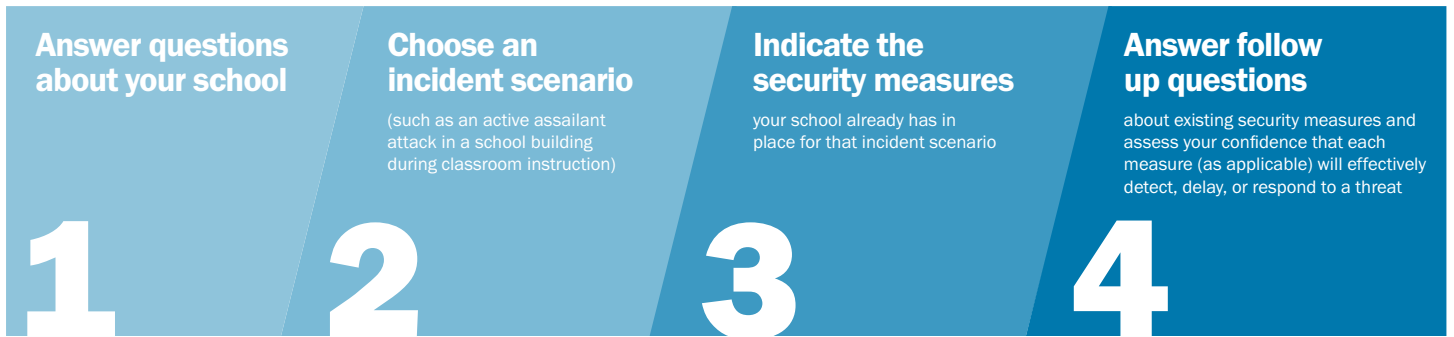 Answer questions
about your school
1
Choose an
incident scenario
(such as an active assailant
attack in a school building
during classroom instruction)
2
Indicate the
security measures
your school already has in
place for that incident scenario
3
Answer follow
up questions
about existing security measures and
assess your confidence that each
measure (as applicable) will effectively
detect, delay, or respond to a threat
4